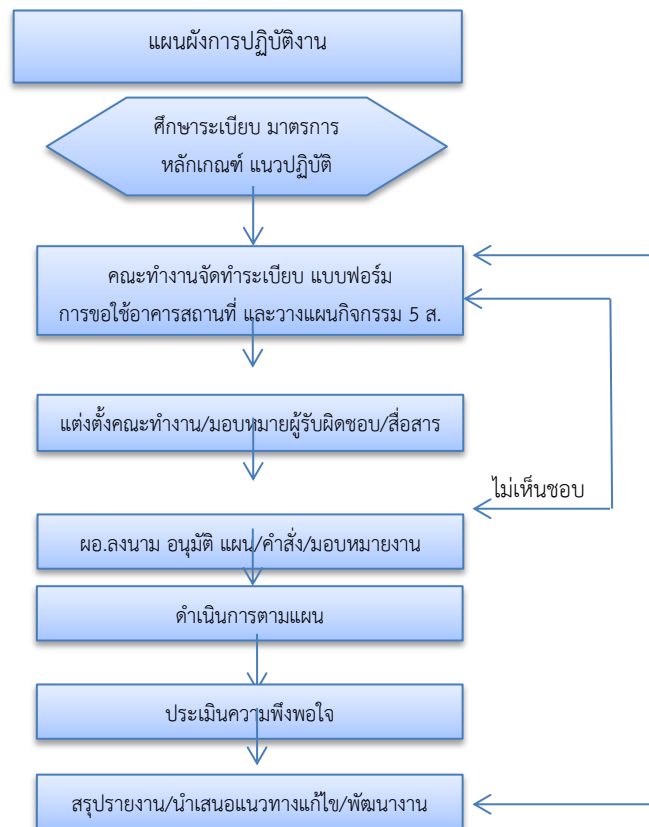 แผนผังการปฏิบัติงาน
ศึกษาระเบียบ มาตรการ
หลักเกณฑ์ แนวปฏิบัติ
คณะทำงานจัดทำระเบียบ แบบฟอร์ม
การขอใช้อาคารสถานที่ และวางแผนกิจกรรม 5 ส.
แต่งตั้งคณะทำงาน/มอบหมายผู้รับผิดชอบ/สื่อสาร
ไม่เห็นชอบ
ผอ.ลงนาม อนุมัติ แผน/คำสั่ง/มอบหมายงาน
ดำเนินการตามแผน
ประเมินความพึงพอใจ
สรุปรายงาน/นำเสนอแนวทางแก้ไข/พัฒนางาน